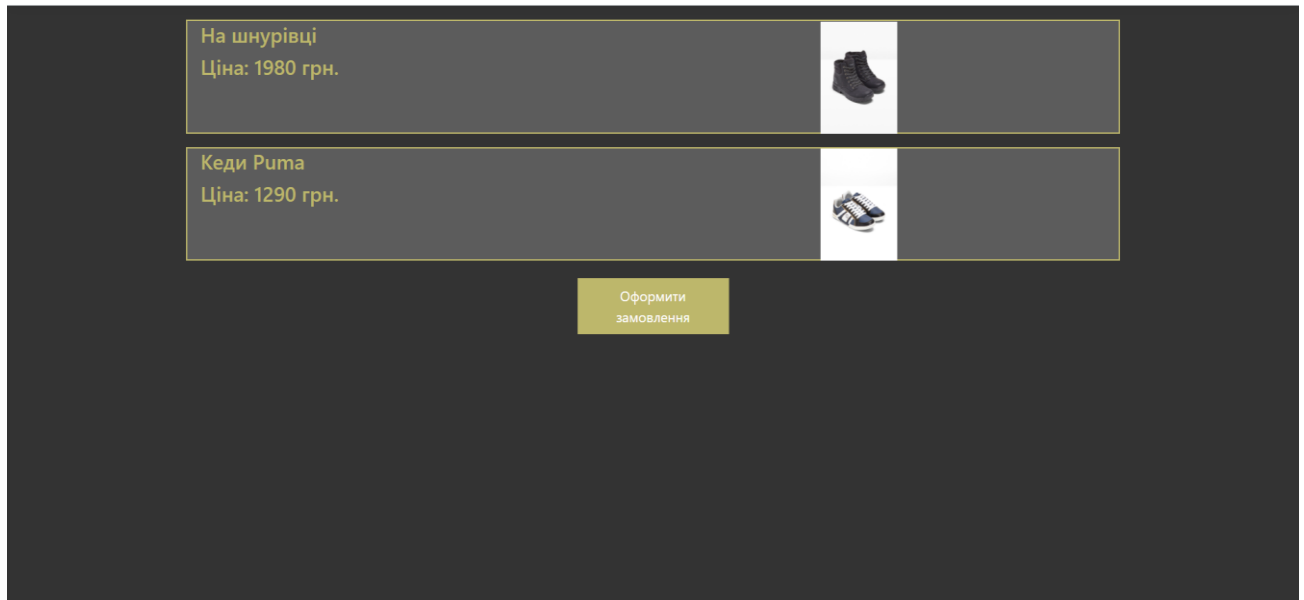 На шнурівці
Ціна: 1980 грн.
Кеди Puma
Ціна: 1290 грн.
Оформити
замовлення